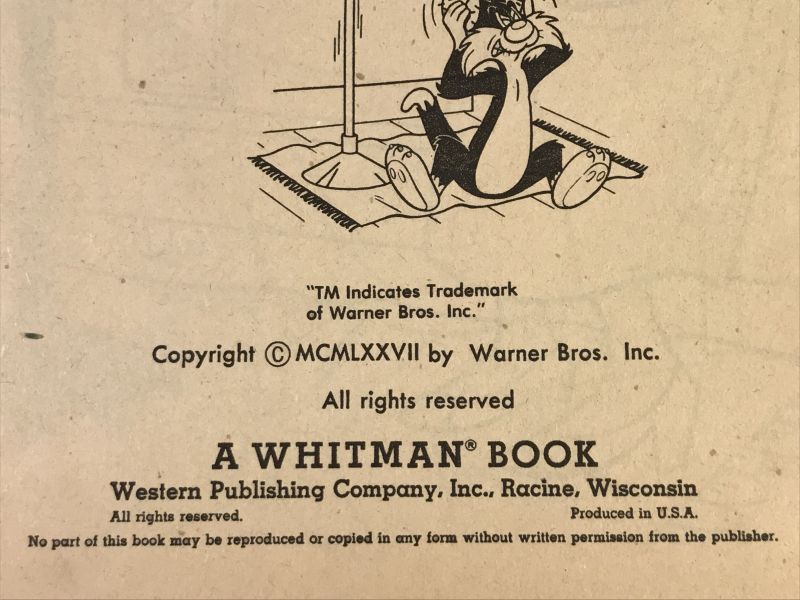 "TM Indicates Trademark
of Warner Bros. Inc."
Copyright © MCMLXXVII by Warner Bros. Inc.
All rights reserved
A WHITMAN® BOOK
Western Publishing Company, Inc., Racine, Wisconsin
All rights reserved. Produced in U.S.A.
No part of this book may be reproduced or copied in any form without written permission from the publisher.